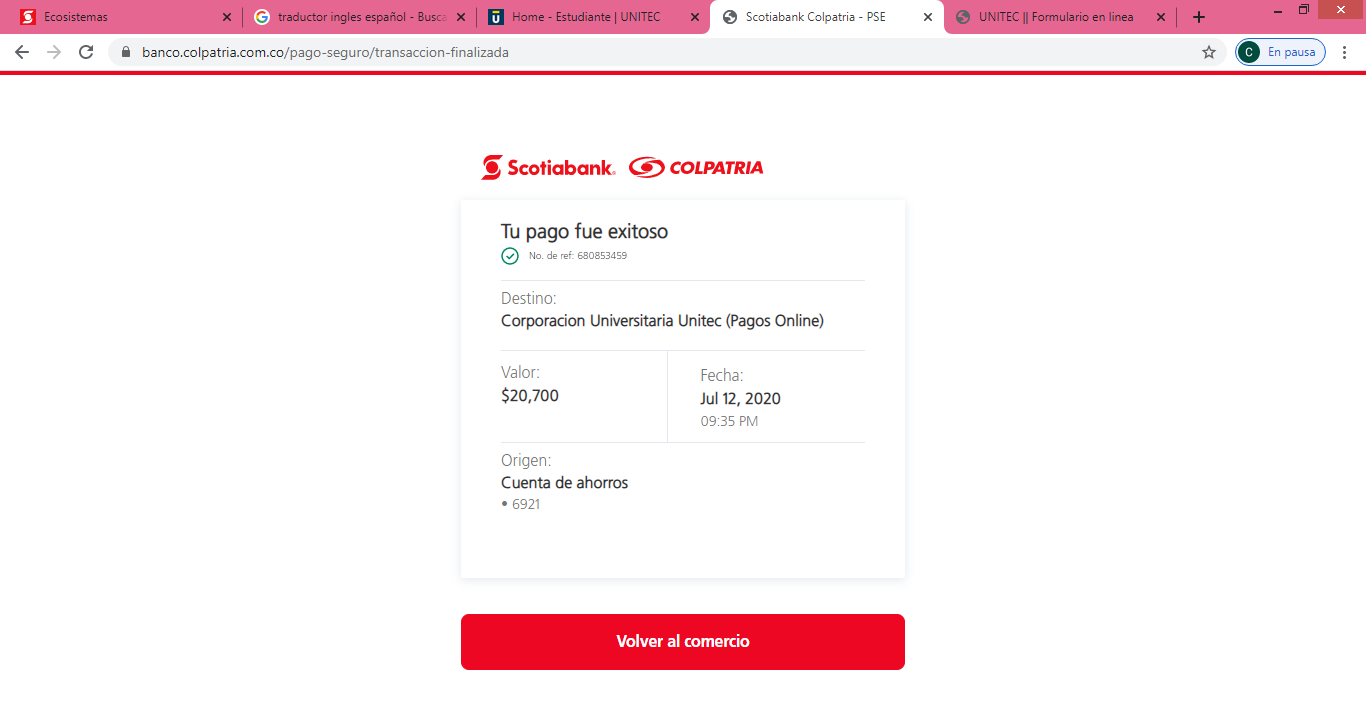 Ecosistemas
traductor ingles español - Busca
Home - Estudiante | UNITEC
Scotiabank Colpatria - PSE
UNITEC || Formulario en linea
banco.colpatria.com.co/pago-seguro/transaccion-finalizada
C En pausa
Scotiabank COLPATRIA
Tu pago fue exitoso
No. de ref: 680853459
Destino:
Corporacion Universitaria Unitec (Pagos Online)
Valor:
$20,700
Fecha:
Jul 12, 2020
09:35 PM
Origen:
Cuenta de ahorros
• 6921
Volver al comercio